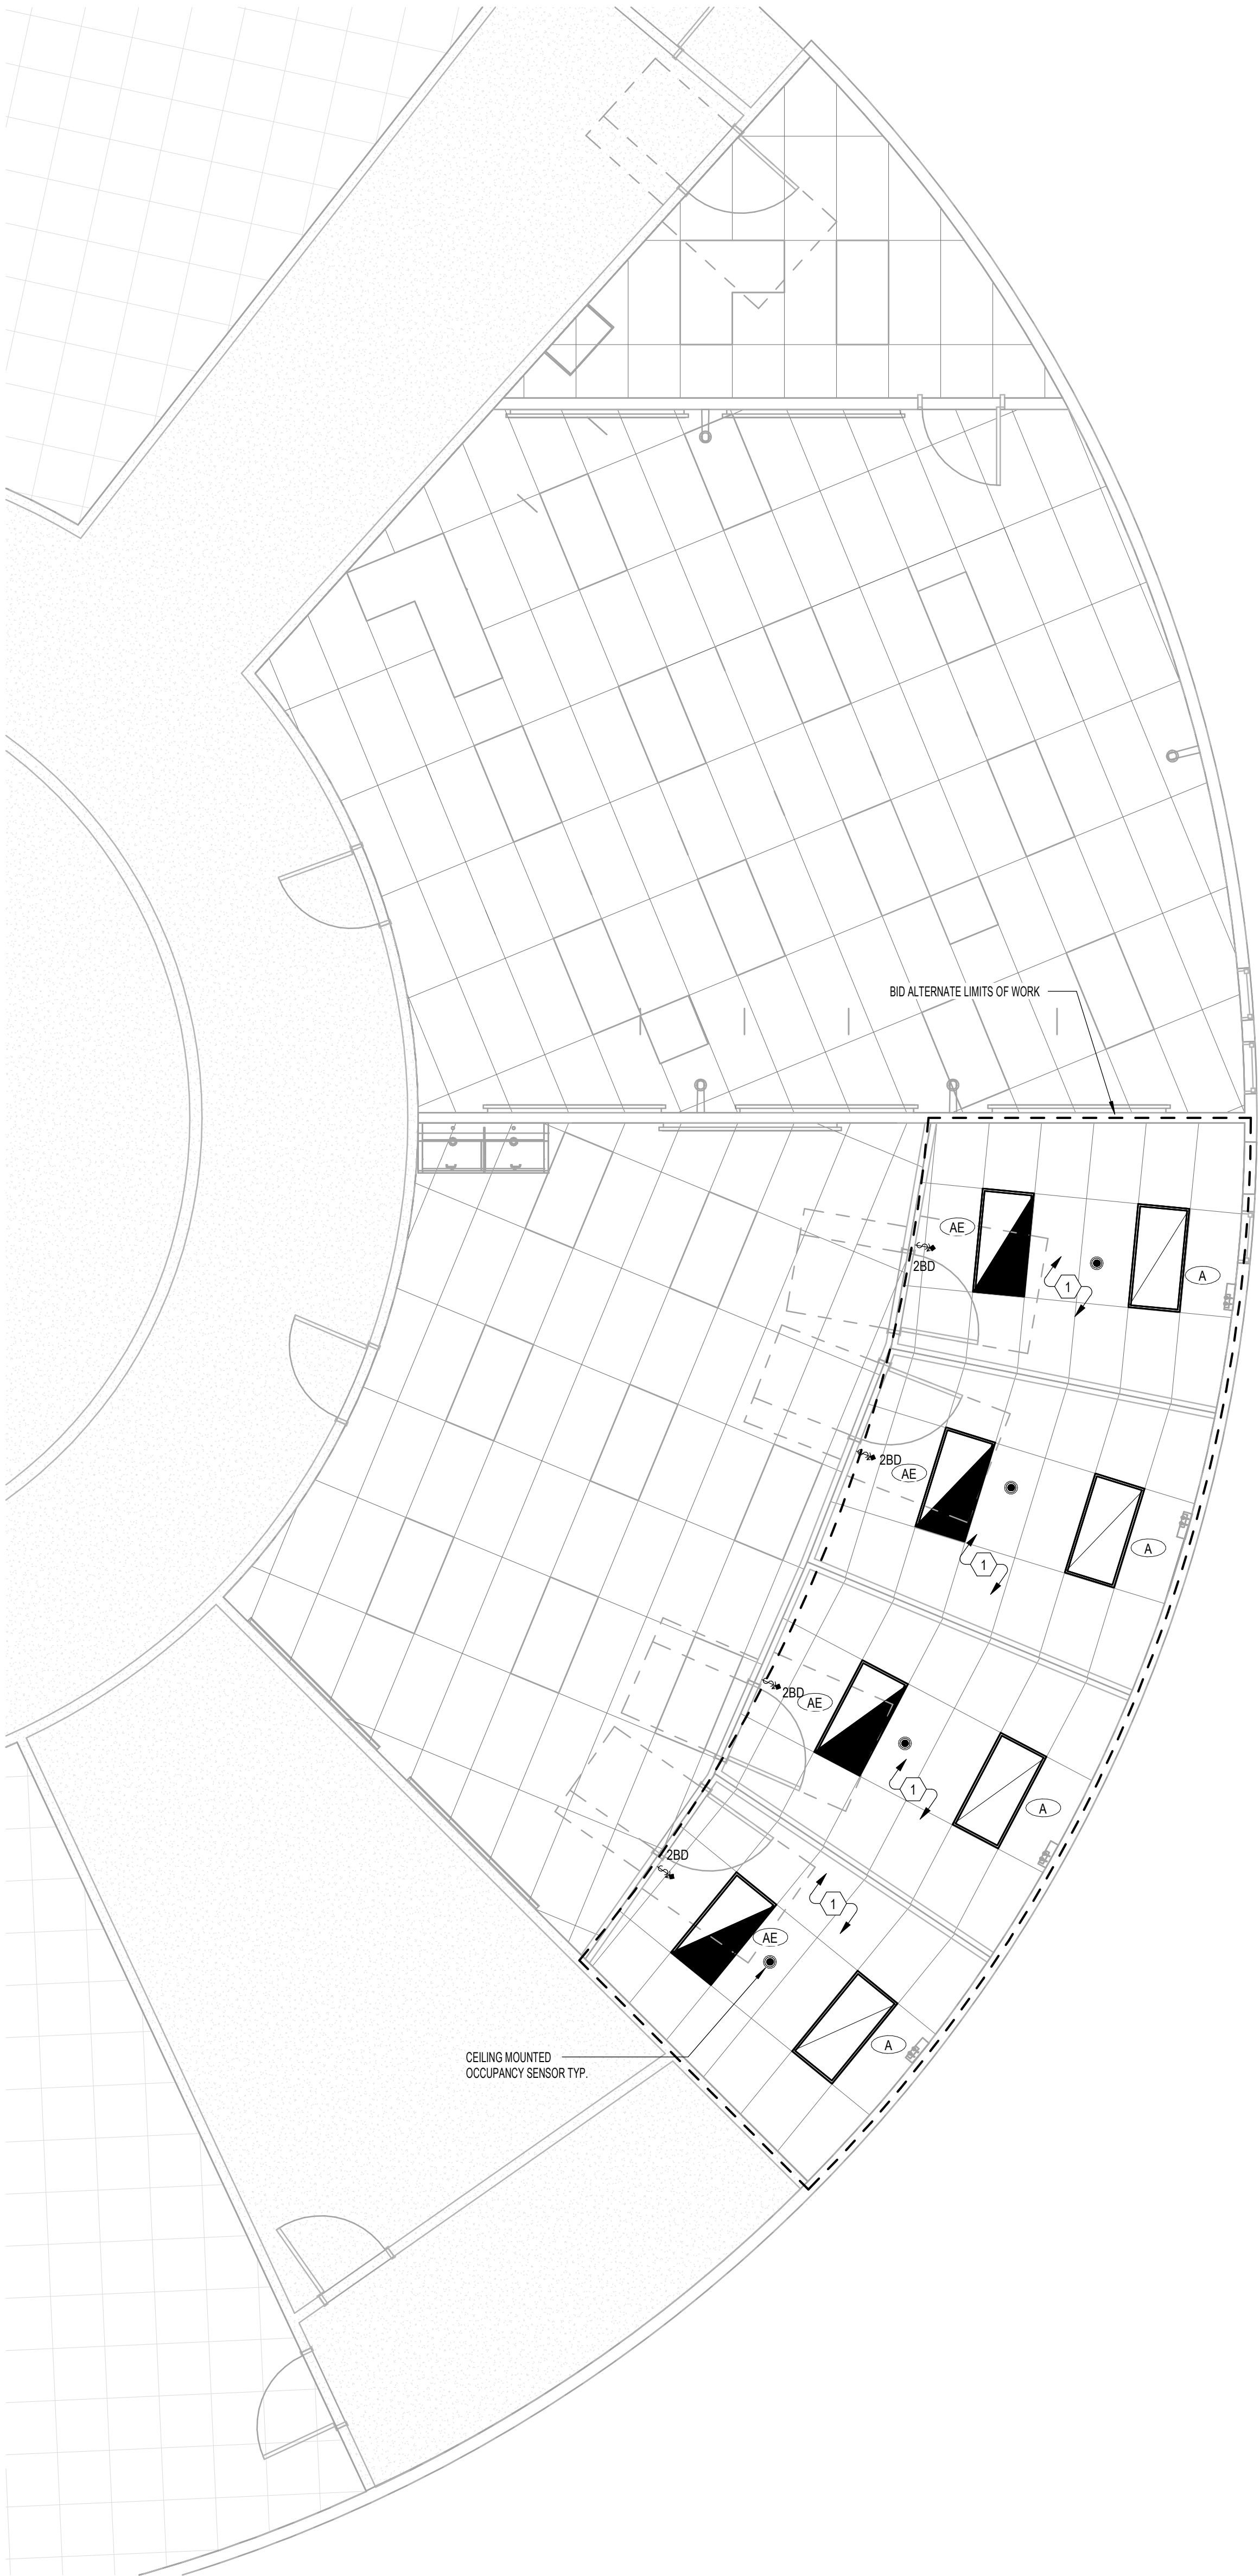 BID ALTERNATE LIMITS OF WORK
AE
2BD
1
A
2BD
AE
A
1
2BD
AE
1
A
2BD
1
AE
A
CEILING MOUNTED
OCCUPANCY SENSOR TYP.